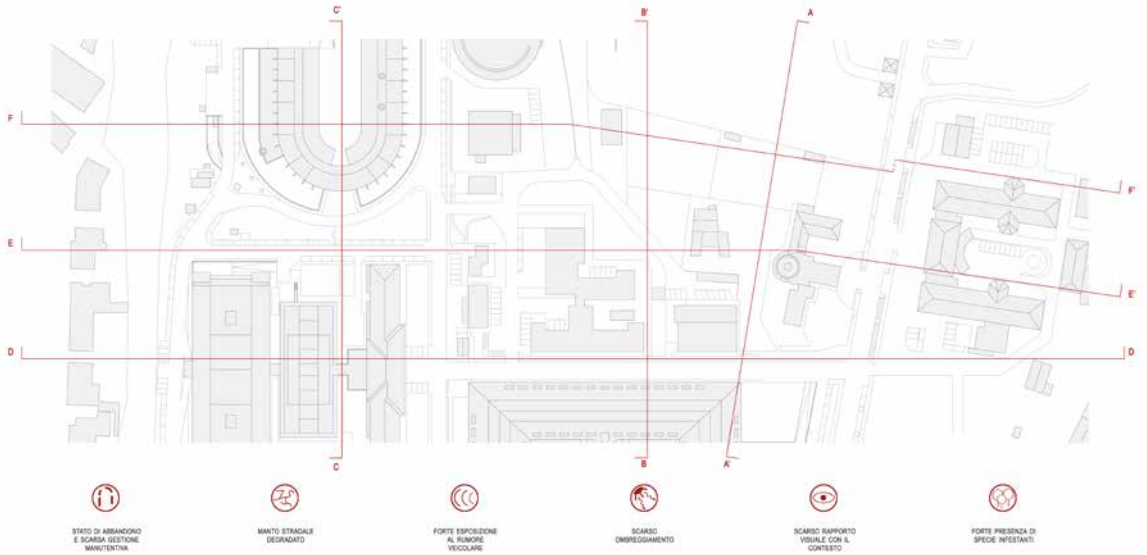 C' B' A
F
F'
E
E'
D D
C B A'
STATO DI ABBANDONO
E SCARSA GESTIONE
MANUTENTIVA
MANTO STRADALE
DEGRADATO
FORTE ESPOSIZIONE
AL RUMORE
VEICOLARE
SCARSO
OMBREGGIAMENTO
SCARSO RAPPORTO
VISUALE CON IL
CONTESTO
FORTE PRESENZA DI
SPECIE INFESTANTI